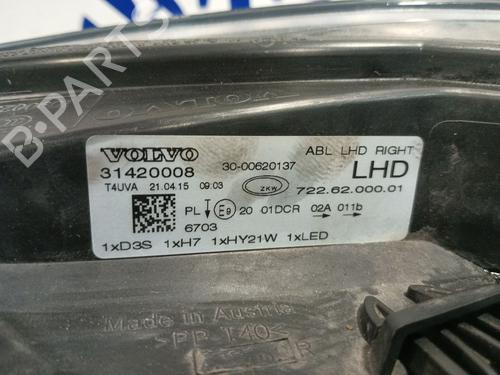 B-PARTS
VOLVO
30-00620137
ABL LHD RIGHT
31420008
LHD
T4UVA 21.04.15 09:03
ZKW
722.62.000.01
PL E9 20 01DCR 02A 011b
6703
1xD3S 1xH7 1xHY21W 1xLED
Made in Austria
>PP T40<